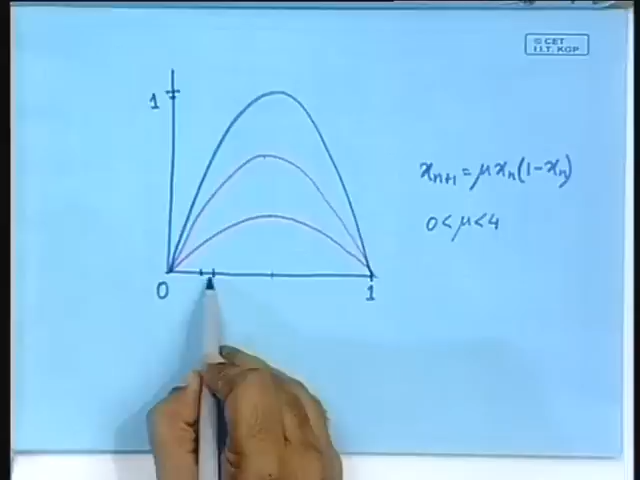 © CET
I.I.T. KGP
1
xₙ₊₁ = μxₙ(1-xₙ)
0<μ<4
0 1